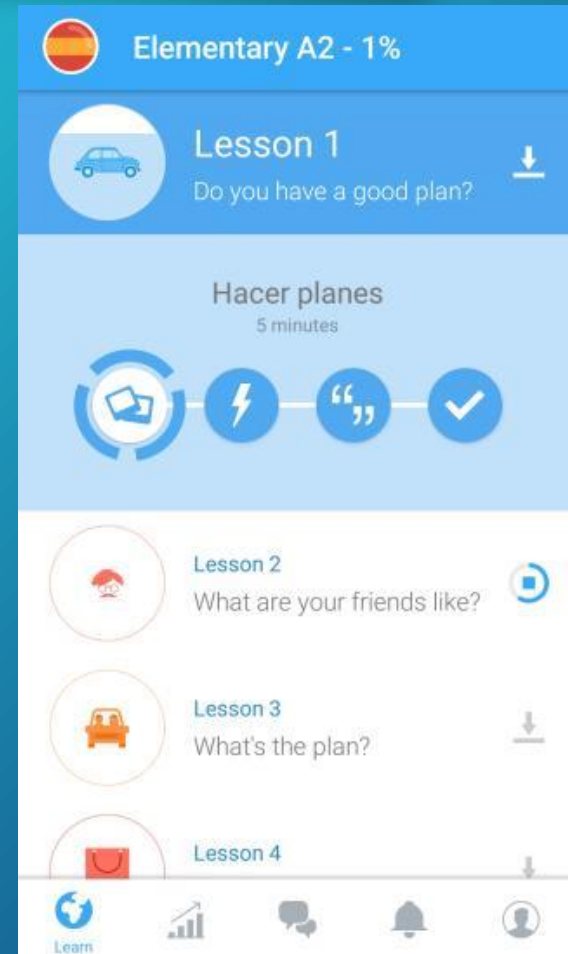 Elementary A2 - 1%
Lesson 1
Do you have a good plan?
Hacer planes
5 minutes
Lesson 2
What are your friends like?
Lesson 3
What's the plan?
Lesson 4
Learn